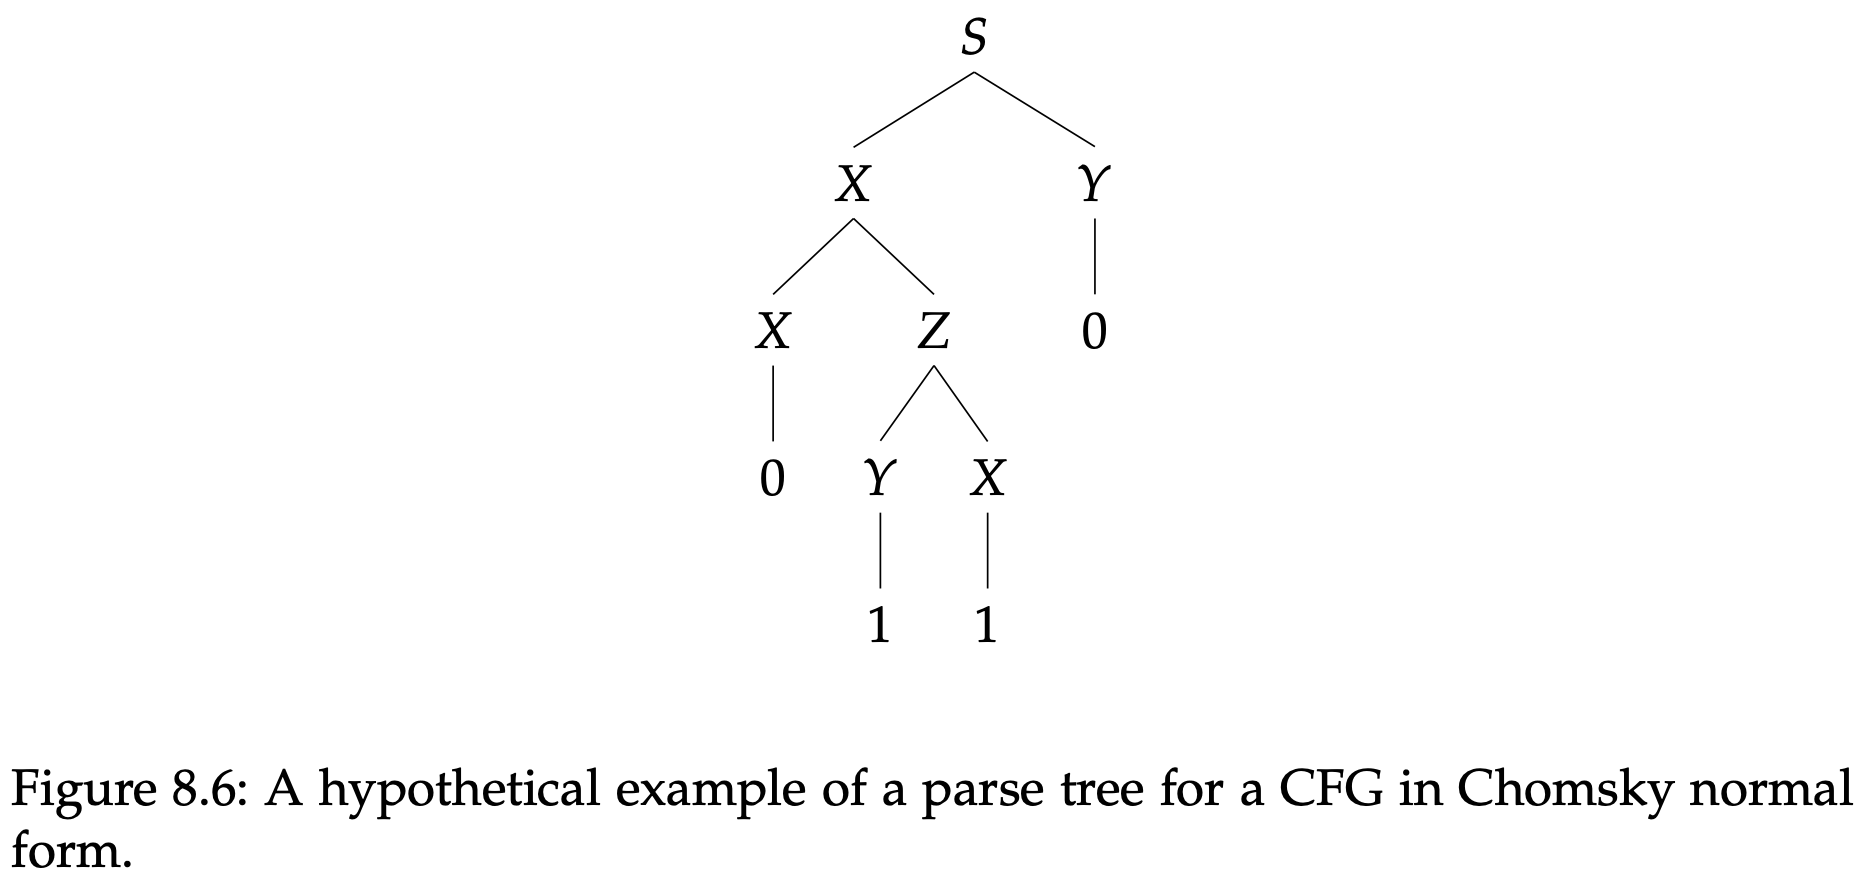 S
X Y
X Z 0
0 Y X
1 1
Figure 8.6: A hypothetical example of a parse tree for a CFG in Chomsky normal
form.